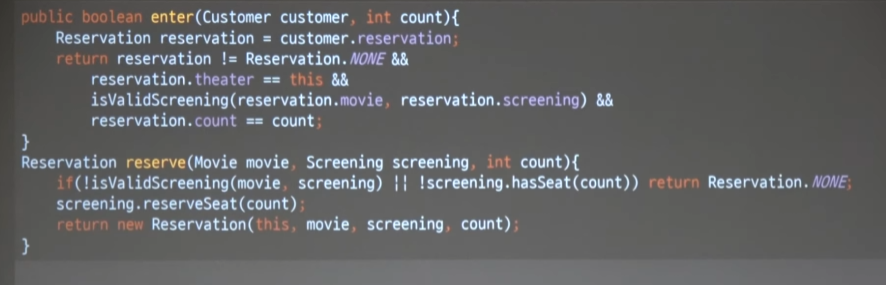 public boolean enter(Customer customer, int count){
    Reservation reservation = customer.reservation;
    return reservation != Reservation.NONE &&
        reservation.theater == this &&
        isValidScreening(reservation.movie, reservation.screening) &&
        reservation.count == count;
}
Reservation reserve(Movie movie, Screening screening, int count){
    if(!isValidScreening(movie, screening) || !screening.hasSeat(count)) return Reservation.NONE;
    screening.reserveSeat(count);
    return new Reservation(this, movie, screening, count);
}